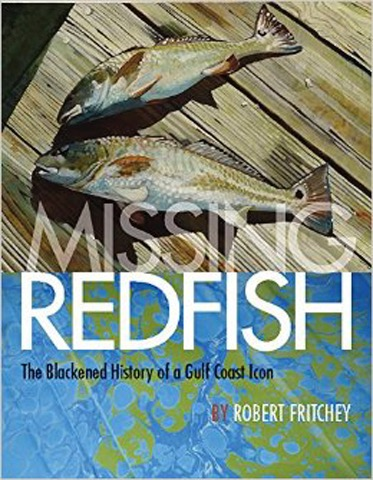 MISSING
REDFISH
The Blackened History of a Gulf Coast Icon
BY ROBERT FRITCHEY